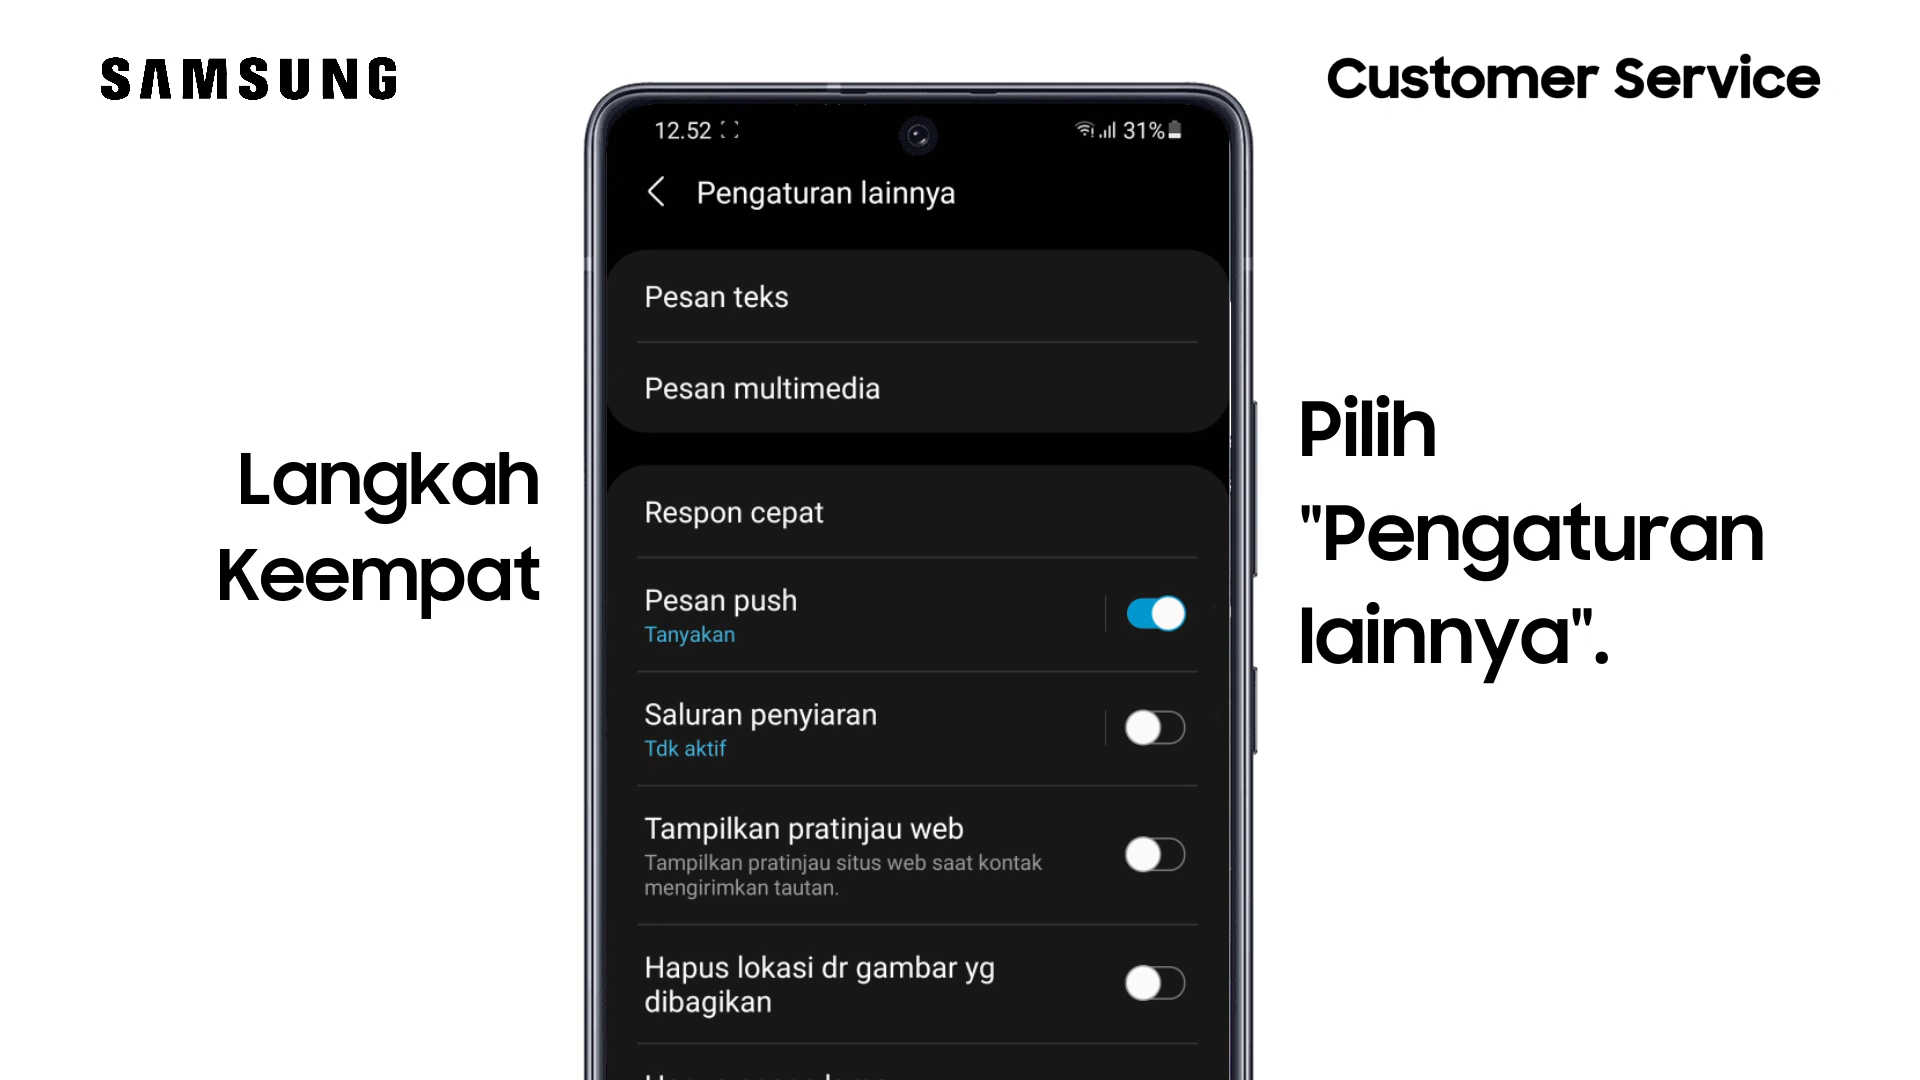 SAMSUNG
Customer Service
12.52
31%
Pengaturan lainnya
Pesan teks
Pesan multimedia
Respon cepat
Pesan push
Tanyakan
Saluran penyiaran
Tdk aktif
Tampilkan pratinjau web
Tampilkan pratinjau situs web saat kontak
mengirimkan tautan.
Hapus lokasi dr gambar yg
dibagikan
Langkah
Keempat
Pilih
"Pengaturan
lainnya".